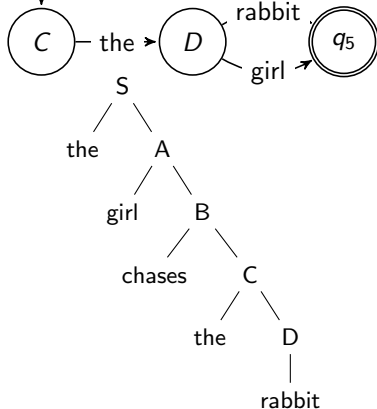 rabbit
C the D q5
girl
S
the A
girl B
chases C
the D
rabbit